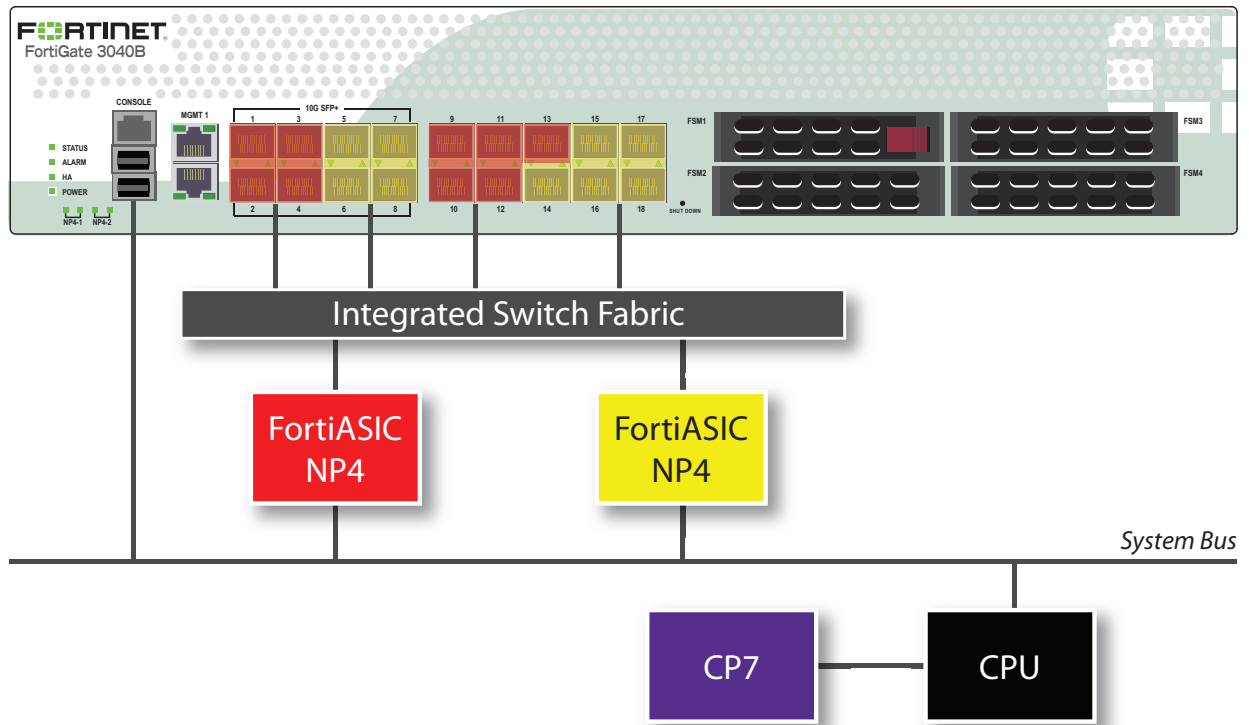 FORTINET
FortiGate 3040B
CONSOLE
MGMT 1
10G SFP+
1 3 5 7 9 11 13 15 17
FSM1
FSM3
STATUS
ALARM
HA
POWER
FSM2
FSM4
2 4 6 8 10 12 14 16 18
SHUT DOWN
NP4-1 NP4-2
Integrated Switch Fabric
FortiASIC
NP4
FortiASIC
NP4
System Bus
CP7
CPU